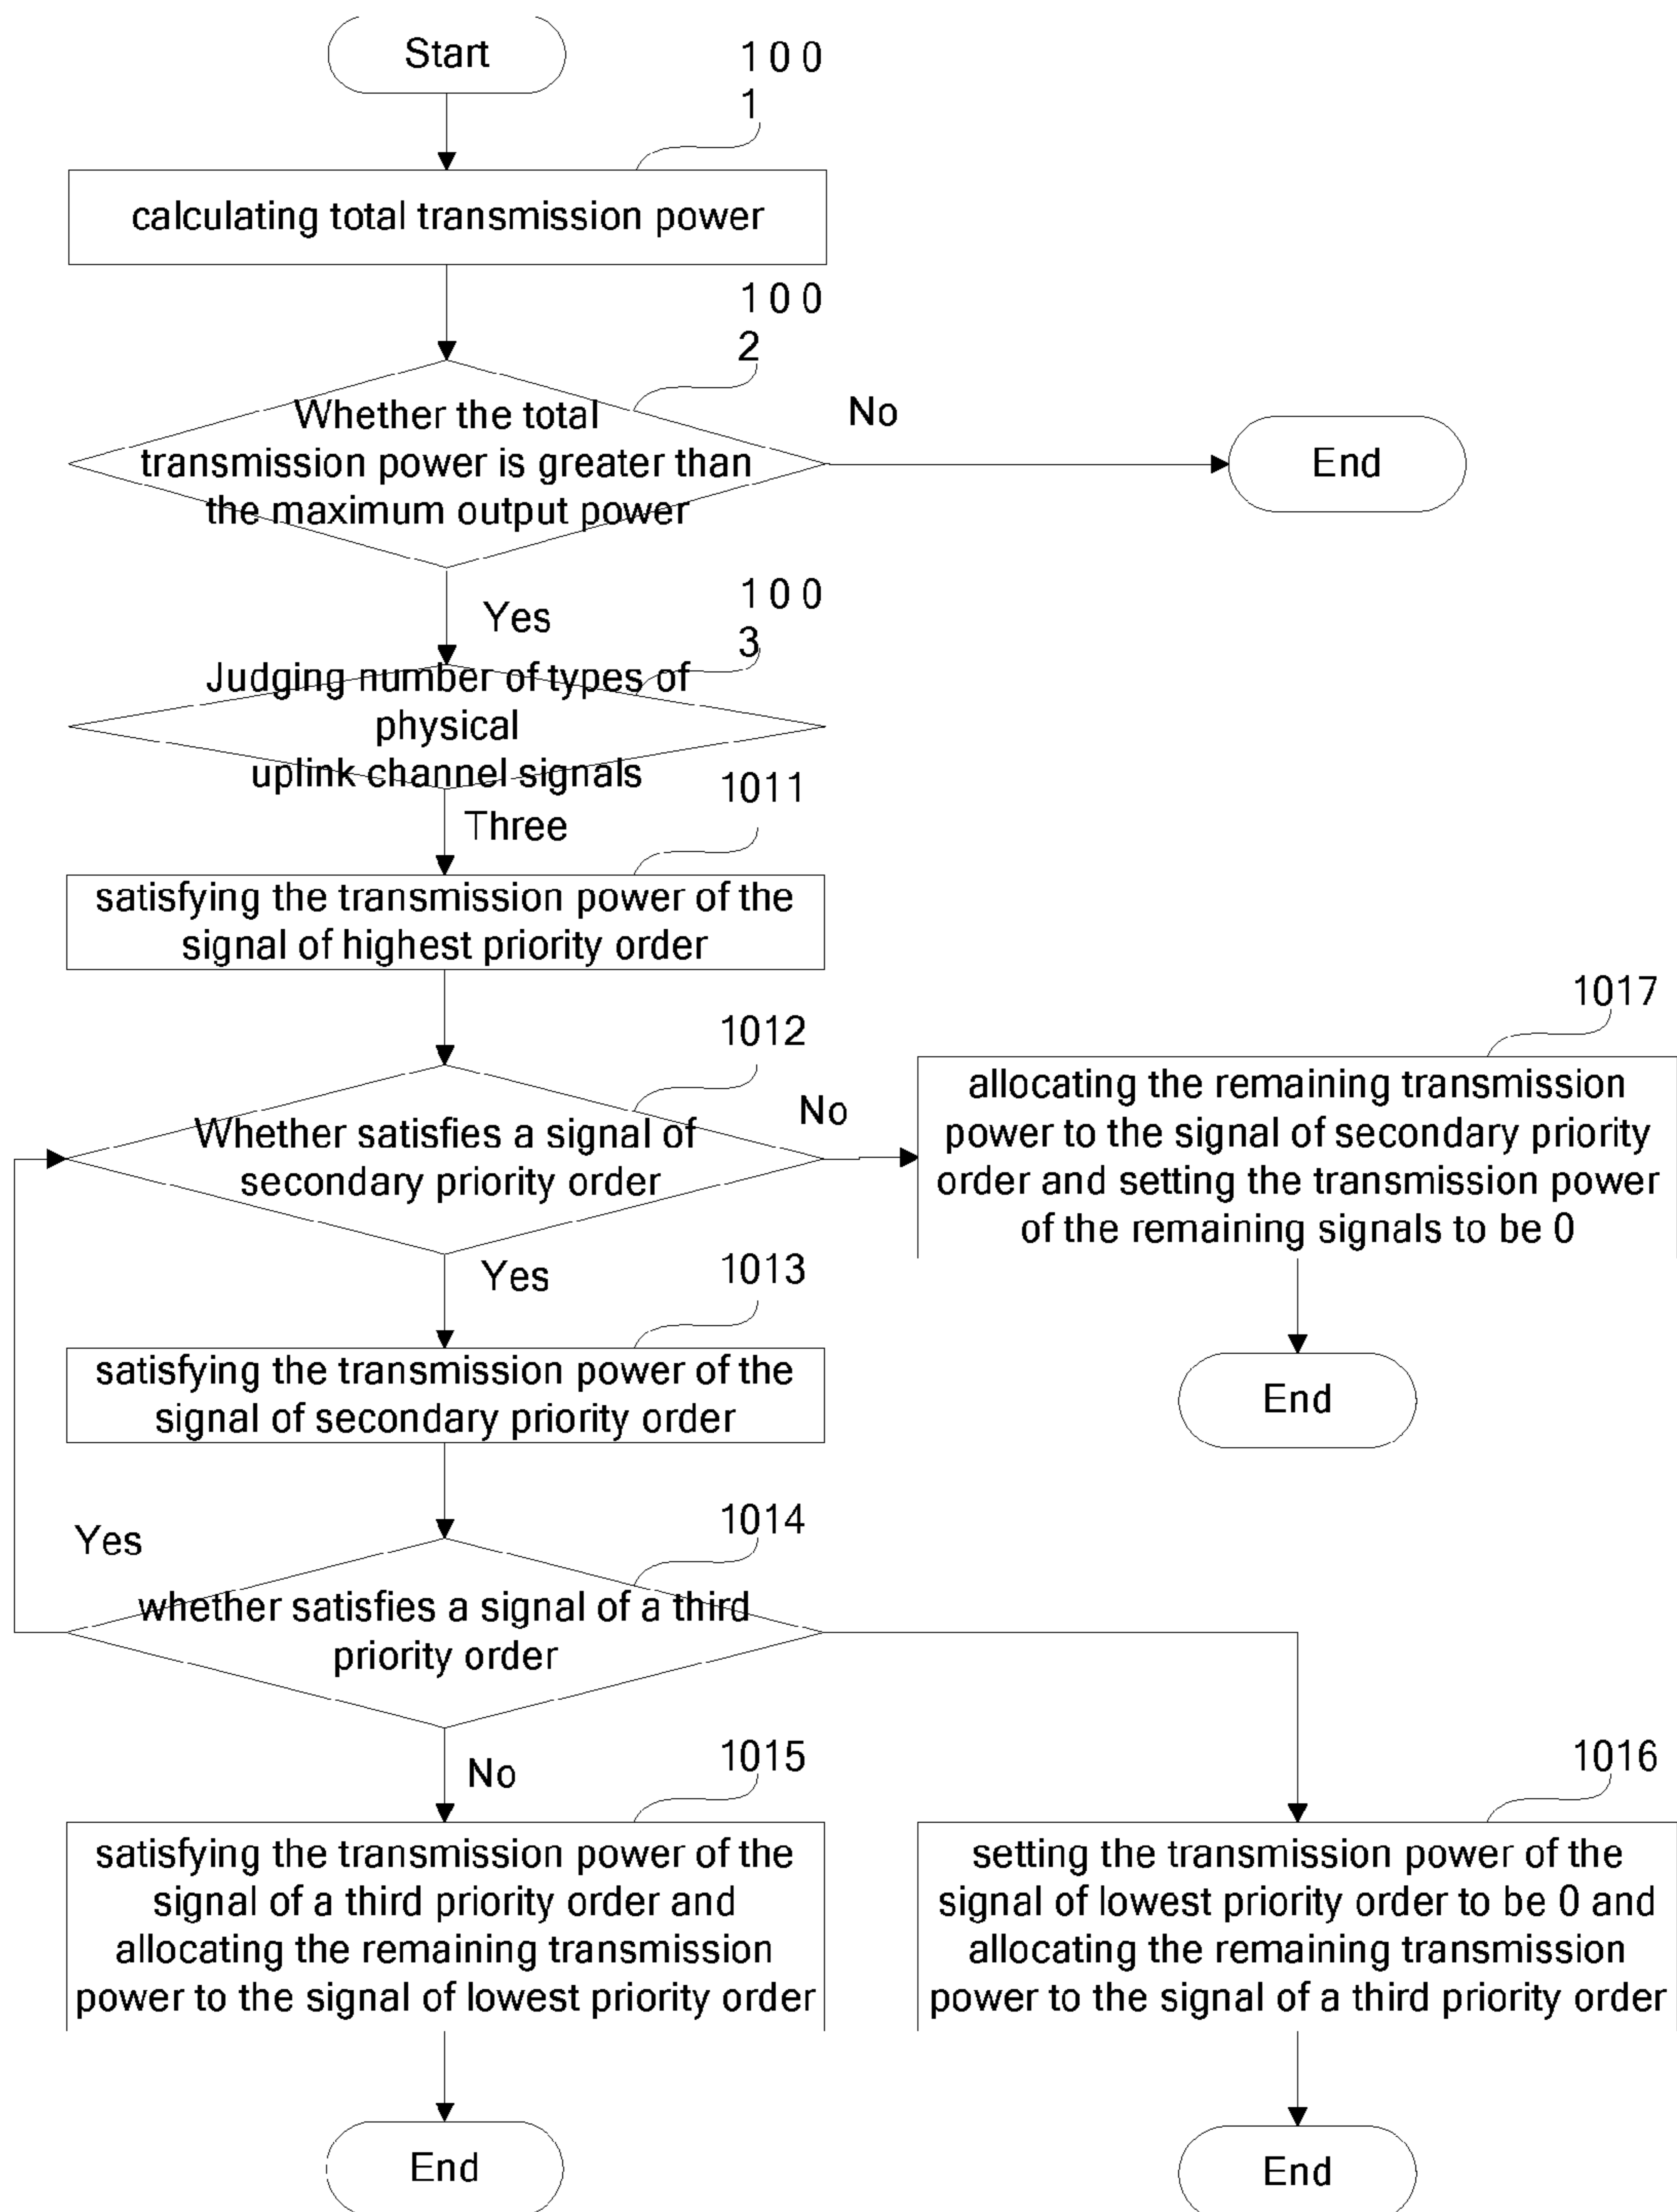 Start
1 0 0
1
calculating total transmission power
1 0 0
2
Whether the total
transmission power is greater than
the maximum output power
No
End
Yes
1 0 0
3
Judging number of types of
physical
uplink channel signals
Three
1011
satisfying the transmission power of the
signal of highest priority order
1012
Whether satisfies a signal of
secondary priority order
No
1017
allocating the remaining transmission
power to the signal of secondary priority
order and setting the transmission power
of the remaining signals to be 0
End
Yes
1013
satisfying the transmission power of the
signal of secondary priority order
Yes
1014
whether satisfies a signal of a third
priority order
No
1015
satisfying the transmission power of the
signal of a third priority order and
allocating the remaining transmission
power to the signal of lowest priority order
End
1016
setting the transmission power of the
signal of lowest priority order to be 0 and
allocating the remaining transmission
power to the signal of a third priority order
End